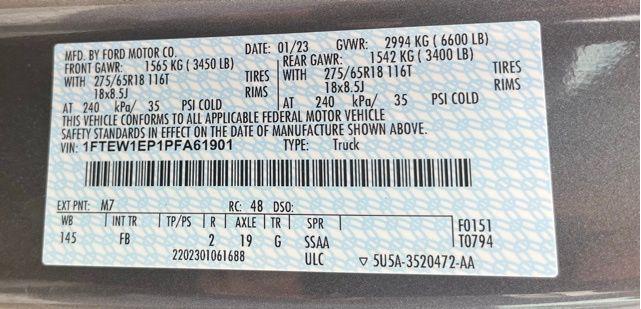 MFD. BY FORD MOTOR CO. DATE: 01/23 GVWR: 2994 KG ( 6600 LB)
FRONT GAWR: 1565 KG ( 3450 LB) REAR GAWR: 1542 KG ( 3400 LB)
WITH 275/65R18 116T TIRES WITH 275/65R18 116T TIRES
18x8.5J RIMS 18x8.5J RIMS
AT 240 kPa/ 35 PSI COLD AT 240 kPa/ 35 PSI COLD
THIS VEHICLE CONFORMS TO ALL APPLICABLE FEDERAL MOTOR VEHICLE
SAFETY STANDARDS IN EFFECT ON THE DATE OF MANUFACTURE SHOWN ABOVE.
VIN: 1FTEW1EP1PFA61901 TYPE: Truck
EXT PNT: M7 RC: 48 DSO:
WB INT TR TP/PS R AXLE TR SPR F0151
145 FB 2 19 G SSAA T0794
2202301061688 ULC ▽ 5U5A-3520472-AA